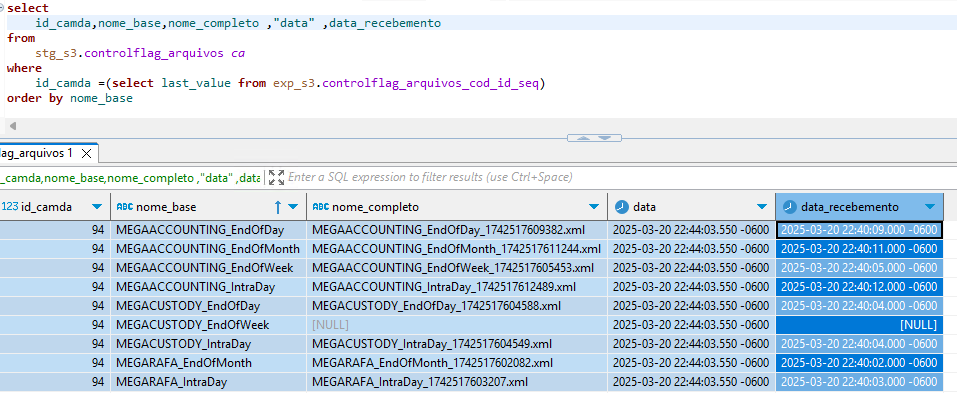 select
id_camda,nome_base,nome_completo ,"data" ,data_recebemento
from
stg_s3.controlflag_arquivos ca
where
id_camda =(select last_value from exp_s3.controlflag_arquivos_cod_id_seq)
order by nome_base
lag_arquivos 1
_camda,nome_base,nome_completo ,"data" ,data Enter a SQL expression to filter results (use Ctrl+Space)
123 id_camda ABC nome_base ABC nome_completo data data_recebemento
94 MEGAACCOUNTING_EndOfDay MEGAACCOUNTING_EndOfDay_1742517609382.xml 2025-03-20 22:44:03.550 -0600 2025-03-20 22:40:09.000 -0600
94 MEGAACCOUNTING_EndOfMonth MEGAACCOUNTING_EndOfMonth_1742517611244.xml 2025-03-20 22:44:03.550 -0600 2025-03-20 22:40:11.000 -0600
94 MEGAACCOUNTING_EndOfWeek MEGAACCOUNTING_EndOfWeek_1742517605453.xml 2025-03-20 22:44:03.550 -0600 2025-03-20 22:40:05.000 -0600
94 MEGAACCOUNTING_IntraDay MEGAACCOUNTING_IntraDay_1742517612489.xml 2025-03-20 22:44:03.550 -0600 2025-03-20 22:40:12.000 -0600
94 MEGACUSTODY_EndOfDay MEGACUSTODY_EndOfDay_1742517604588.xml 2025-03-20 22:44:03.550 -0600 2025-03-20 22:40:04.000 -0600
94 MEGACUSTODY_EndOfWeek [NULL] 2025-03-20 22:44:03.550 -0600 [NULL]
94 MEGACUSTODY_IntraDay MEGACUSTODY_IntraDay_1742517604549.xml 2025-03-20 22:44:03.550 -0600 2025-03-20 22:40:04.000 -0600
94 MEGARAFA_EndOfMonth MEGARAFA_EndOfMonth_1742517602082.xml 2025-03-20 22:44:03.550 -0600 2025-03-20 22:40:02.000 -0600
94 MEGARAFA_IntraDay MEGARAFA_IntraDay_1742517603207.xml 2025-03-20 22:44:03.550 -0600 2025-03-20 22:40:03.000 -0600